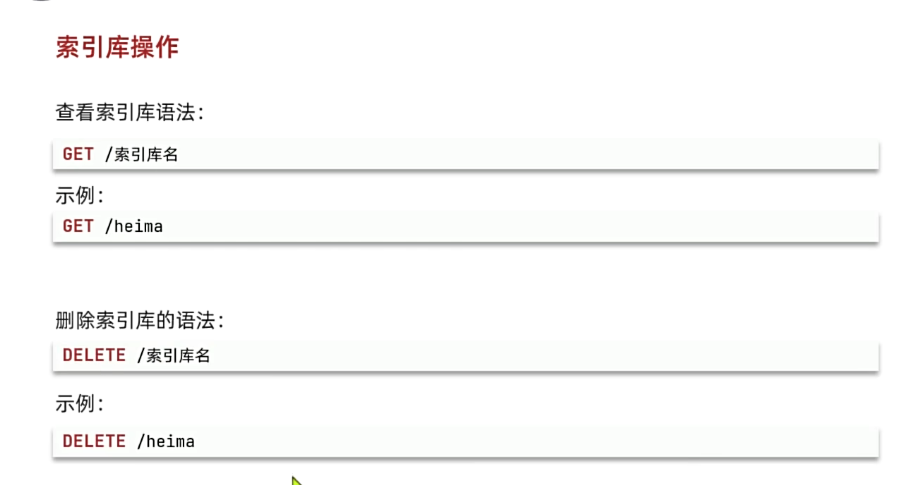 索引库操作
查看索引库语法：
GET /索引库名
示例：
GET /heima
删除索引库的语法：
DELETE /索引库名
示例：
DELETE /heima